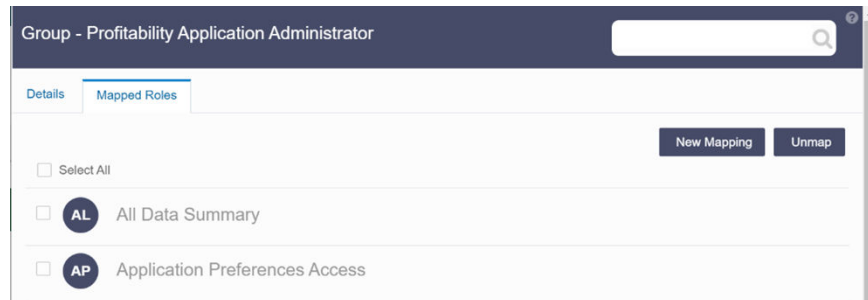 Group - Profitability Application Administrator
?
Details Mapped Roles
New Mapping Unmap
Select All
AL All Data Summary
AP Application Preferences Access